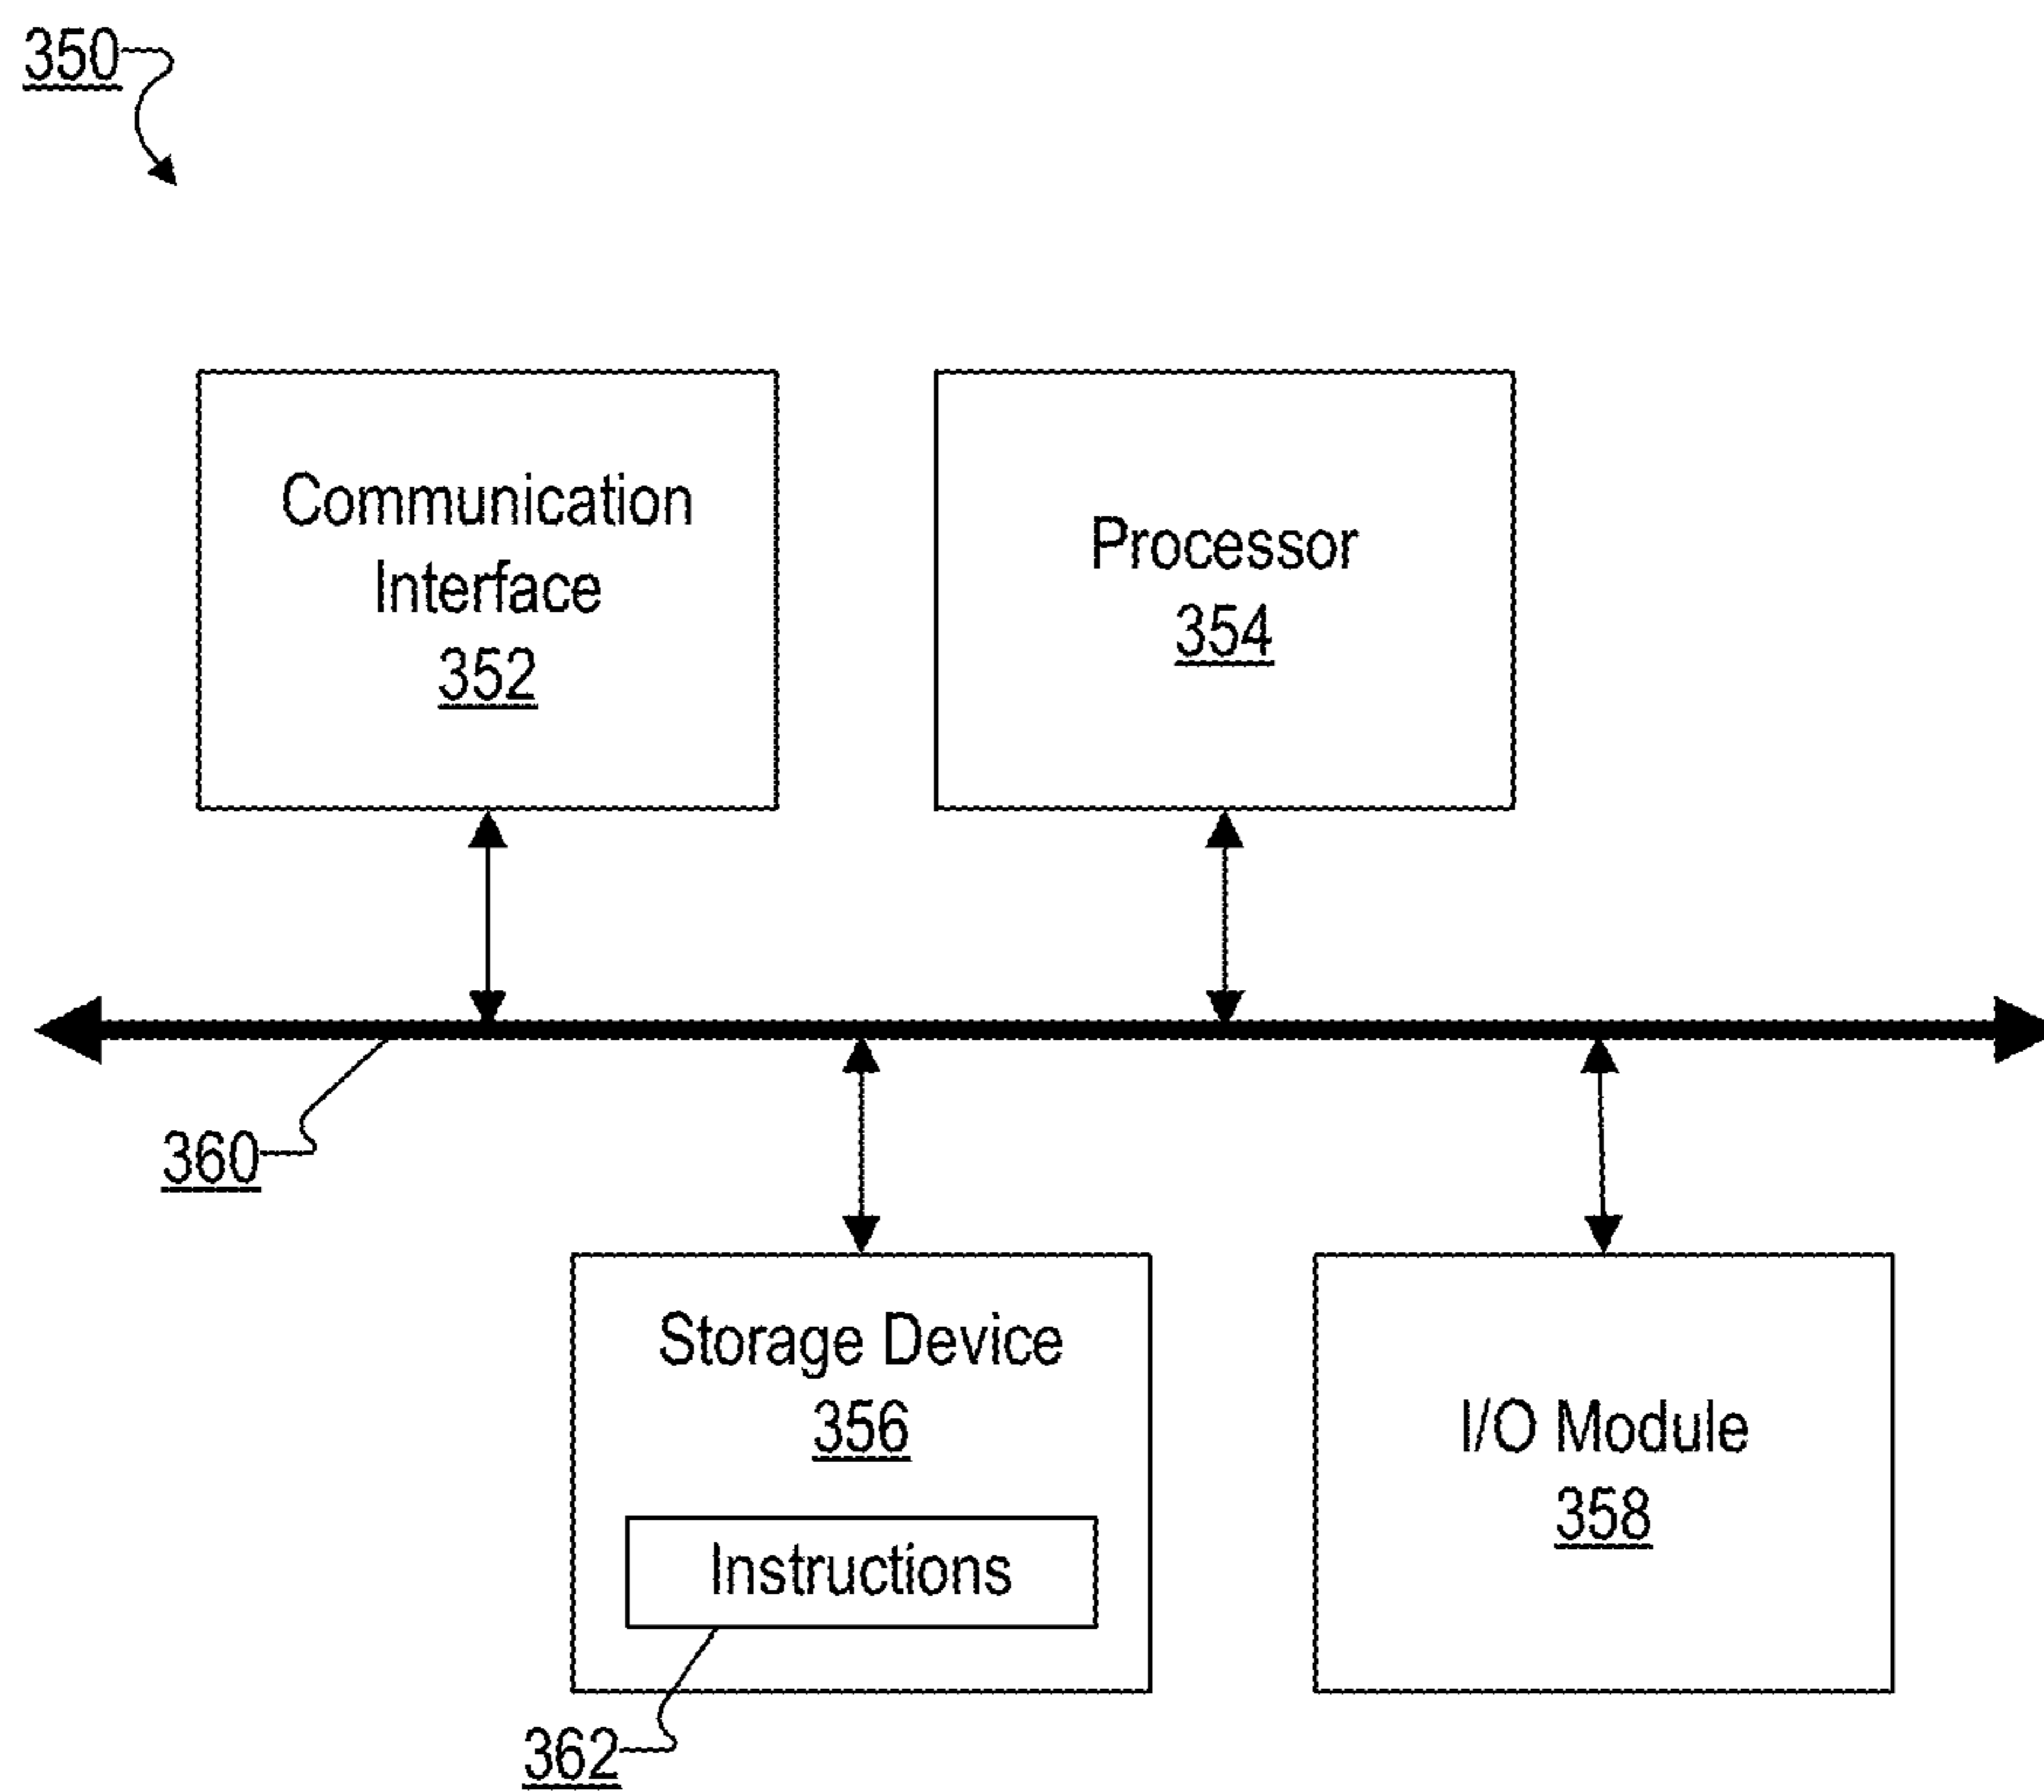 350
Communication
Interface
352
Processor
354
360
Storage Device
356
Instructions
362
I/O Module
358